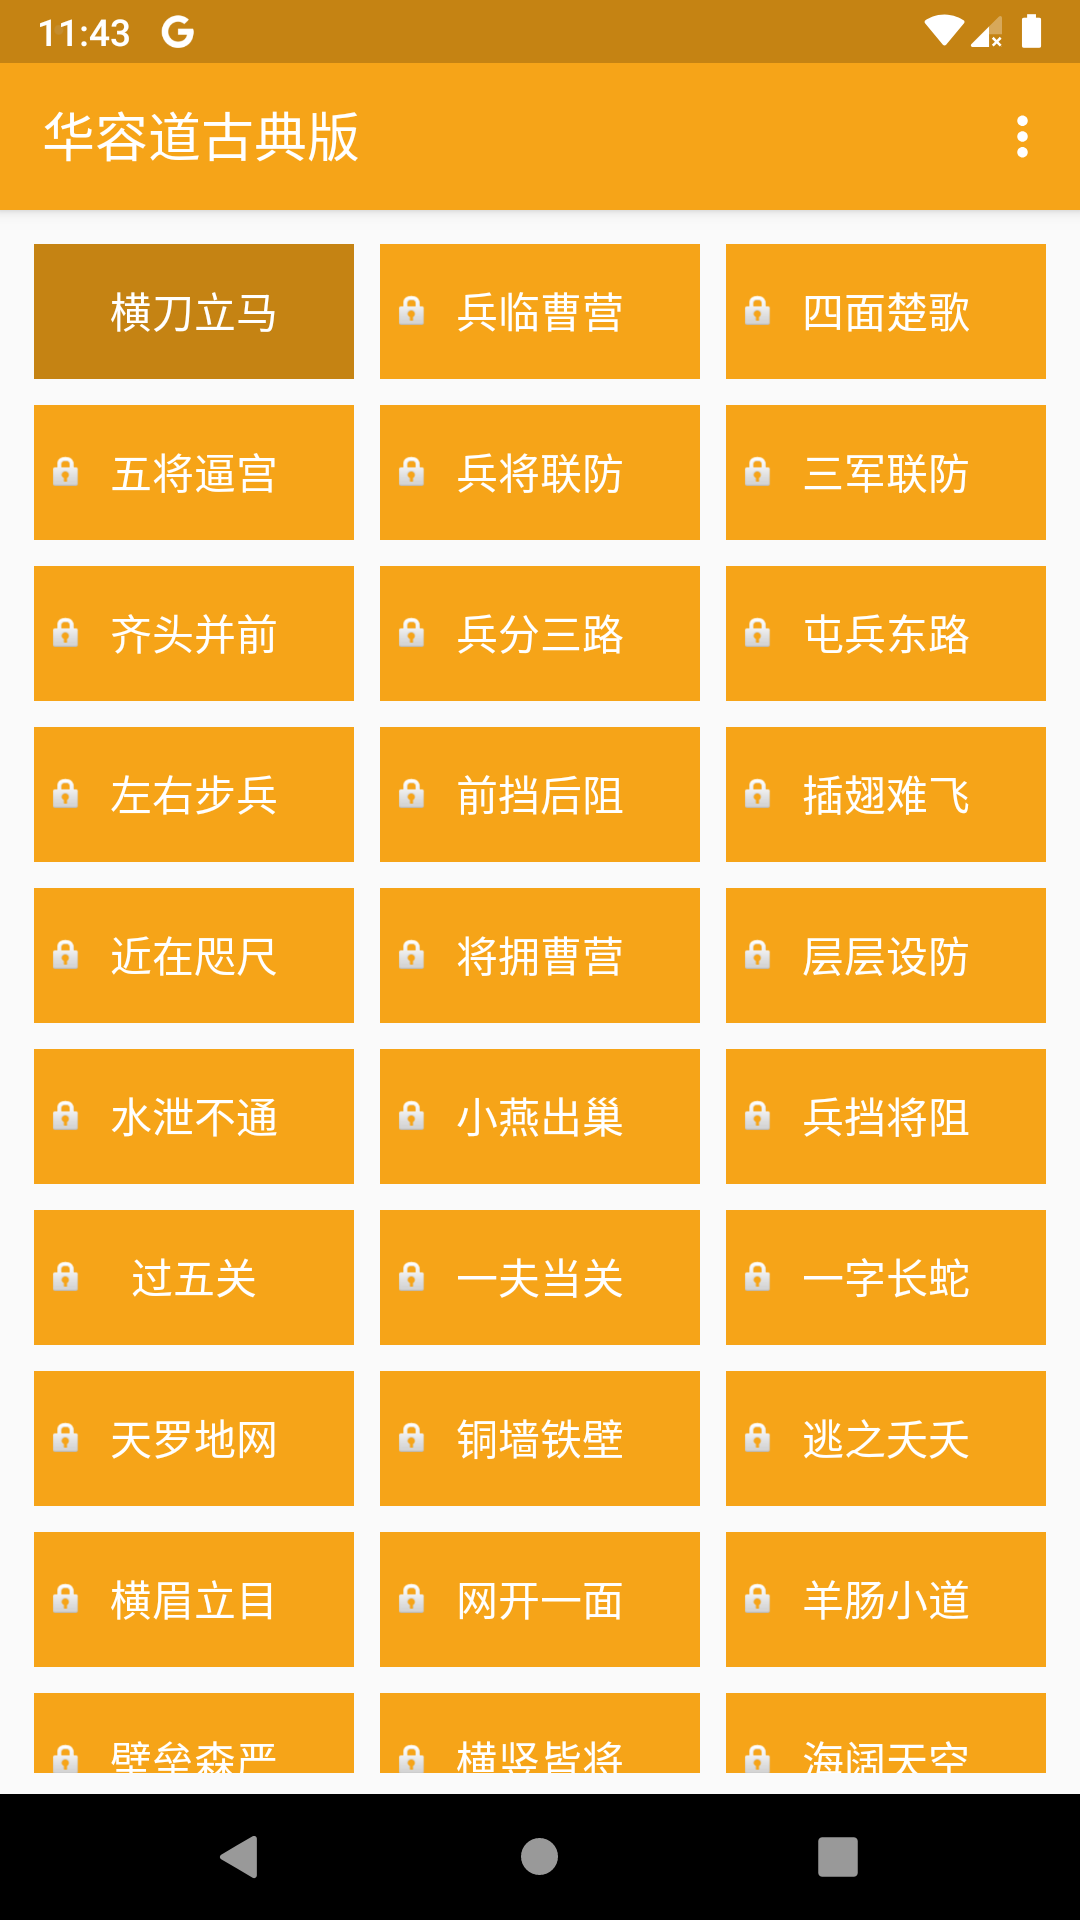 11:43
华容道古典版
横刀立马 兵临曹营 四面楚歌
五将逼宫 兵将联防 三军联防
齐头并前 兵分三路 屯兵东路
左右步兵 前挡后阻 插翅难飞
近在咫尺 将拥曹营 层层设防
水泄不通 小燕出巢 兵挡将阻
过五关 一夫当关 一字长蛇
天罗地网 铜墙铁壁 逃之夭夭
横眉立目 网开一面 羊肠小道
壁垒森严 横竖皆将 海阔天空